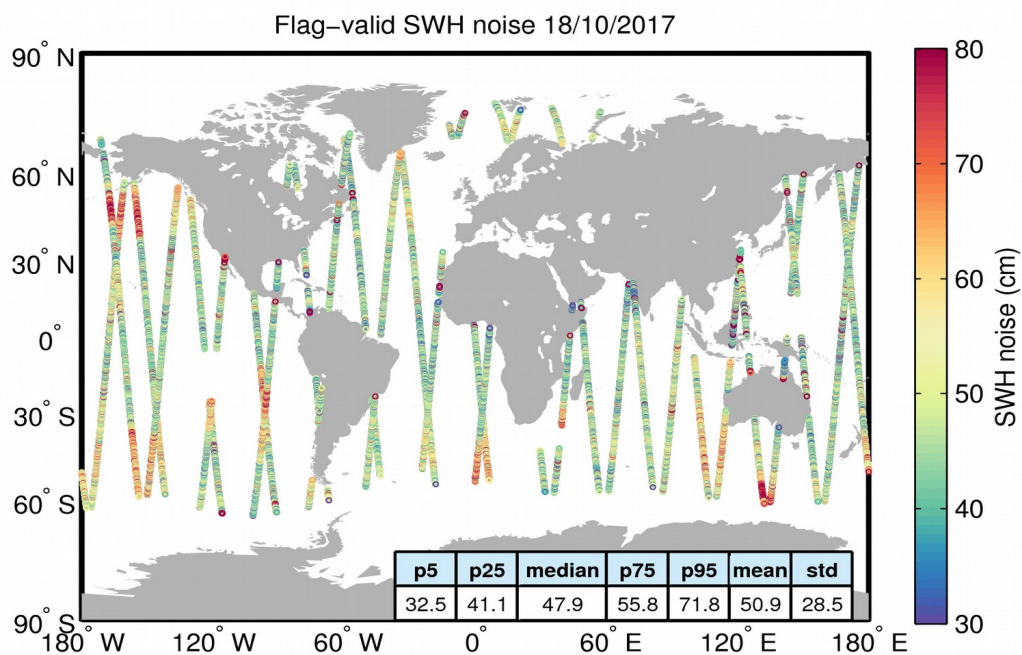 Flag−valid SWH noise 18/10/2017
90° N
60° N
30° N
0°
30° S
60° S
90° S
180° W
120° W
60° W
0°
60° E
120° E
180° E
p5 p25 median p75 p95 mean std
32.5 41.1 47.9 55.8 71.8 50.9 28.5
80
70
60
50
40
30
SWH noise (cm)